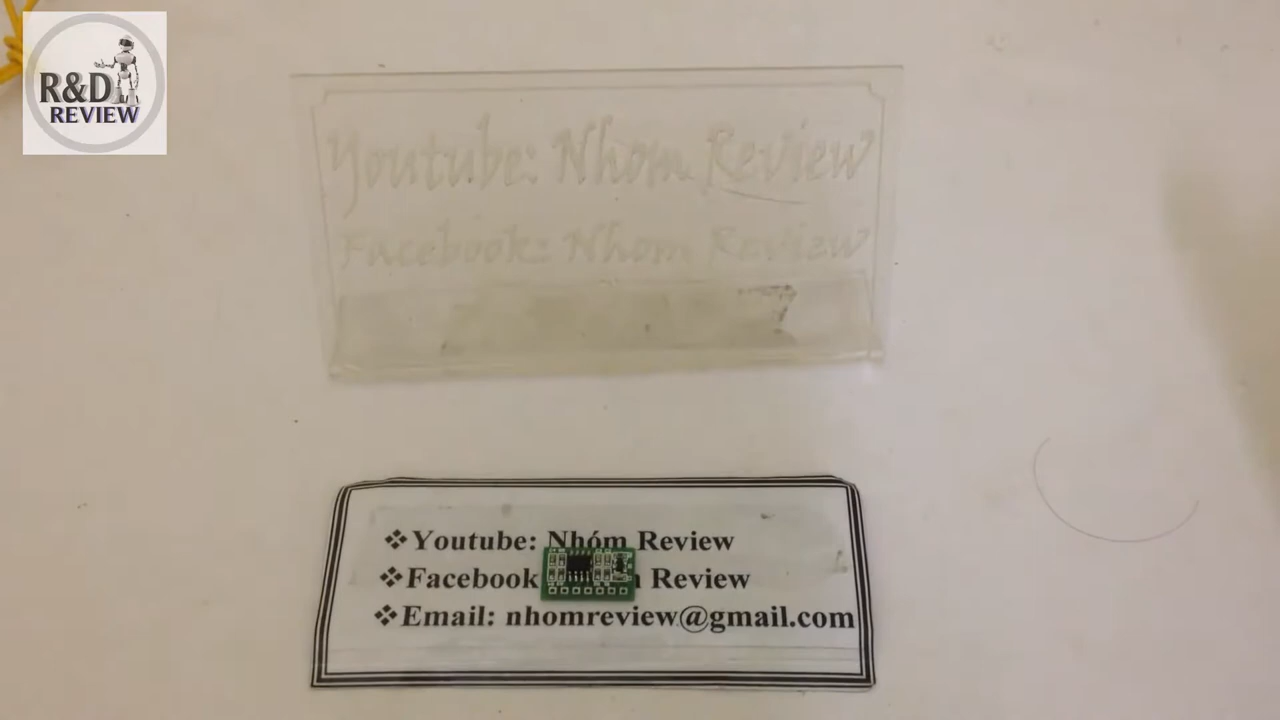 R&D
REVIEW
Youtube: Nhom Review
Facebook: Nhom Review
❖Youtube: Nhóm Review
❖Facebook Review
❖Email: nhomreview@gmail.com